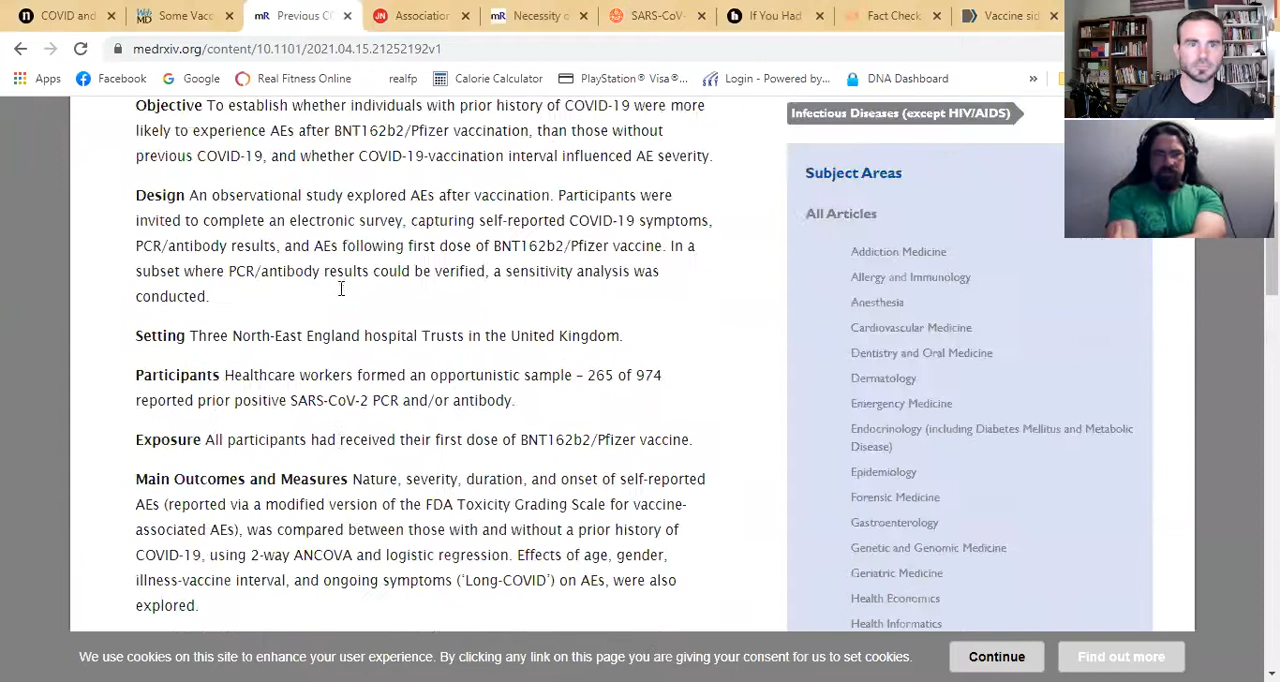 COVID and
Some Vacc
Previous C
Association
Necessity o
SARS-CoV-
If You Had
Fact Check
Vaccine sid
medrxiv.org/content/10.1101/2021.04.15.21252192v1
Apps
Facebook
Google
Real Fitness Online
realfp
Calorie Calculator
PlayStation® Visa®...
Login - Powered by...
DNA Dashboard
»
Objective To establish whether individuals with prior history of COVID-19 were more
likely to experience AEs after BNT162b2/Pfizer vaccination, than those without
previous COVID-19, and whether COVID-19-vaccination interval influenced AE severity.
Design An observational study explored AEs after vaccination. Participants were
invited to complete an electronic survey, capturing self-reported COVID-19 symptoms,
PCR/antibody results, and AEs following first dose of BNT162b2/Pfizer vaccine. In a
subset where PCR/antibody results could be verified, a sensitivity analysis was
conducted.
Setting Three North-East England hospital Trusts in the United Kingdom.
Participants Healthcare workers formed an opportunistic sample – 265 of 974
reported prior positive SARS-CoV-2 PCR and/or antibody.
Exposure All participants had received their first dose of BNT162b2/Pfizer vaccine.
Main Outcomes and Measures Nature, severity, duration, and onset of self-reported
AEs (reported via a modified version of the FDA Toxicity Grading Scale for vaccine-
associated AEs), was compared between those with and without a prior history of
COVID-19, using 2-way ANCOVA and logistic regression. Effects of age, gender,
illness-vaccine interval, and ongoing symptoms (‘Long-COVID’) on AEs, were also
explored.
Infectious Diseases (except HIV/AIDS)
Subject Areas
All Articles
Addiction Medicine
Allergy and Immunology
Anesthesia
Cardiovascular Medicine
Dentistry and Oral Medicine
Dermatology
Emergency Medicine
Endocrinology (including Diabetes Mellitus and Metabolic
Disease)
Epidemiology
Forensic Medicine
Gastroenterology
Genetic and Genomic Medicine
Geriatric Medicine
Health Economics
Health Informatics
We use cookies on this site to enhance your user experience. By clicking any link on this page you are giving your consent for us to set cookies.
Continue
Find out more